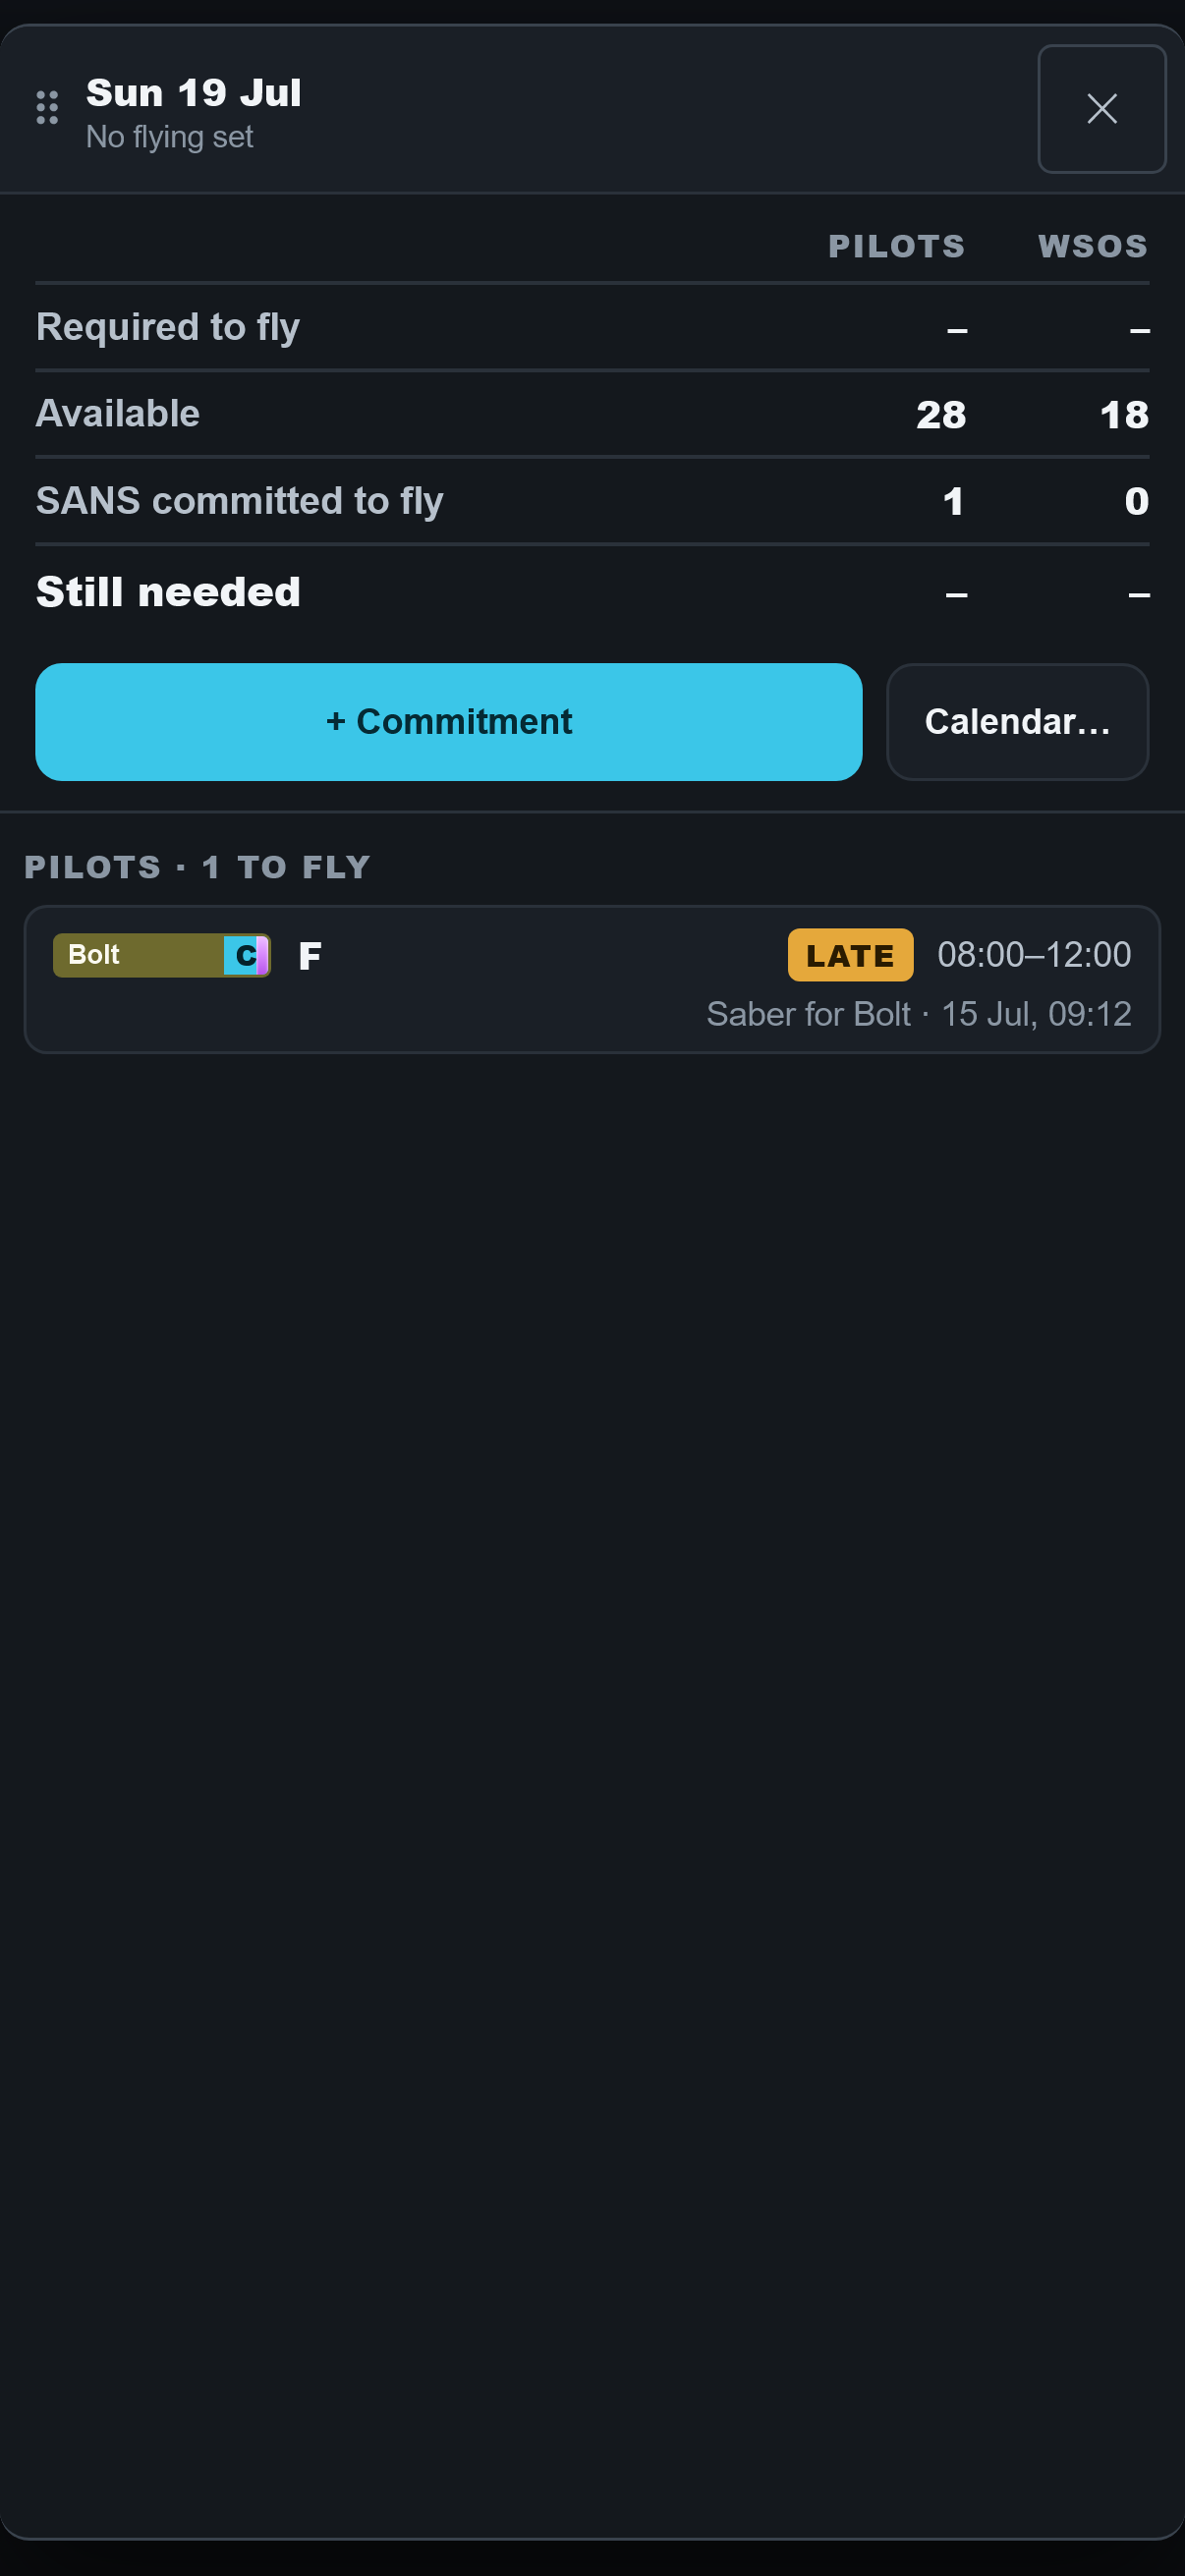 Sun 19 Jul
No flying set
PILOTS WSOS
Required to fly – –
Available 28 18
SANS committed to fly 1 0
Still needed – –
+ Commitment Calendar…
PILOTS · 1 TO FLY
Bolt C F LATE 08:00–12:00
Saber for Bolt · 15 Jul, 09:12